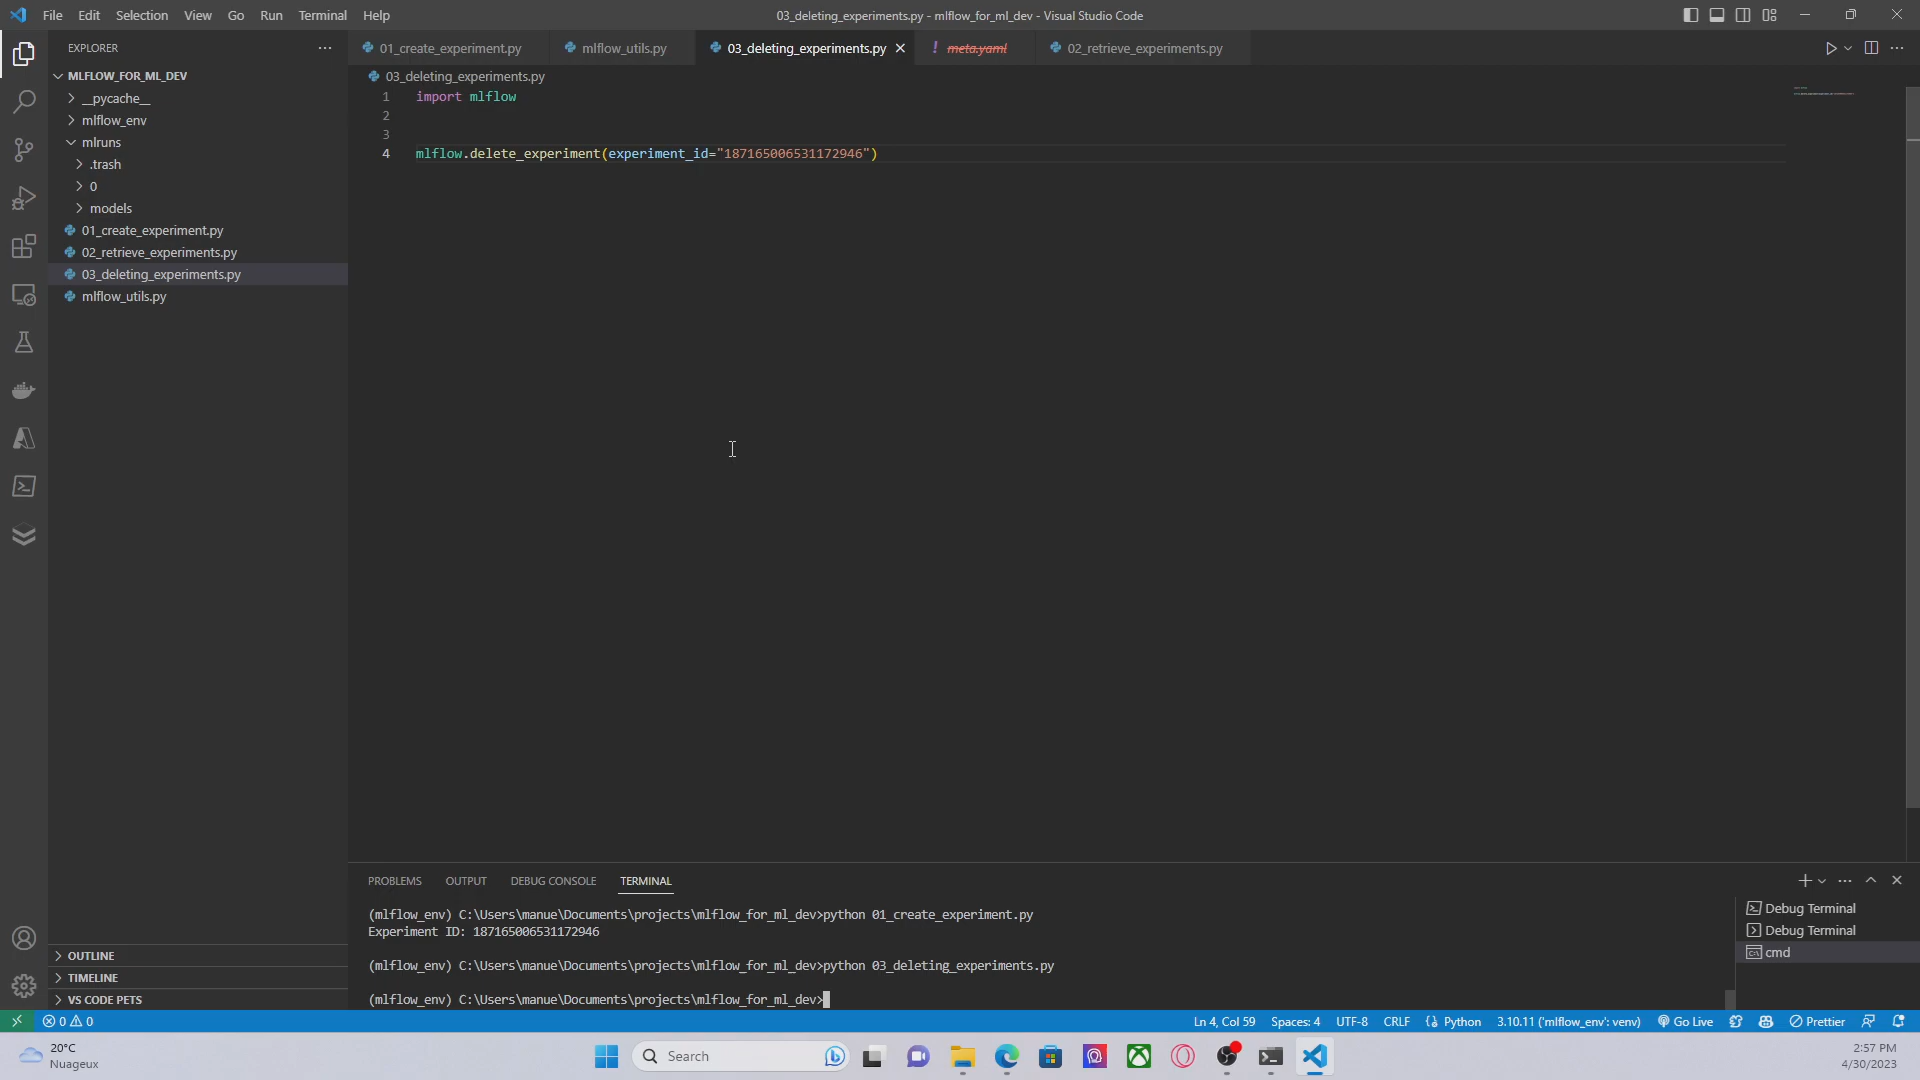 File Edit Selection View Go Run Terminal Help
03_deleting_experiments.py - mlflow_for_ml_dev - Visual Studio Code
EXPLORER
MLFLOW_FOR_ML_DEV
__pycache__
mlflow_env
mlruns
.trash
0
models
01_create_experiment.py
02_retrieve_experiments.py
03_deleting_experiments.py
mlflow_utils.py
OUTLINE
TIMELINE
VS CODE PETS
01_create_experiment.py mlflow_utils.py 03_deleting_experiments.py ! meta.yaml 02_retrieve_experiments.py
03_deleting_experiments.py
1 import mlflow
2
3
4 mlflow.delete_experiment(experiment_id="187165006531172946")
PROBLEMS OUTPUT DEBUG CONSOLE TERMINAL
(mlflow_env) C:\Users\manue\Documents\projects\mlflow_for_ml_dev>python 01_create_experiment.py
Experiment ID: 187165006531172946
(mlflow_env) C:\Users\manue\Documents\projects\mlflow_for_ml_dev>python 03_deleting_experiments.py
(mlflow_env) C:\Users\manue\Documents\projects\mlflow_for_ml_dev>
Debug Terminal
Debug Terminal
cmd
0 0 Ln 4, Col 59 Spaces: 4 UTF-8 CRLF Python 3.10.11 ('mlflow_env': venv) Go Live Prettier
20°C
Nuageux
Search
2:57 PM
4/30/2023